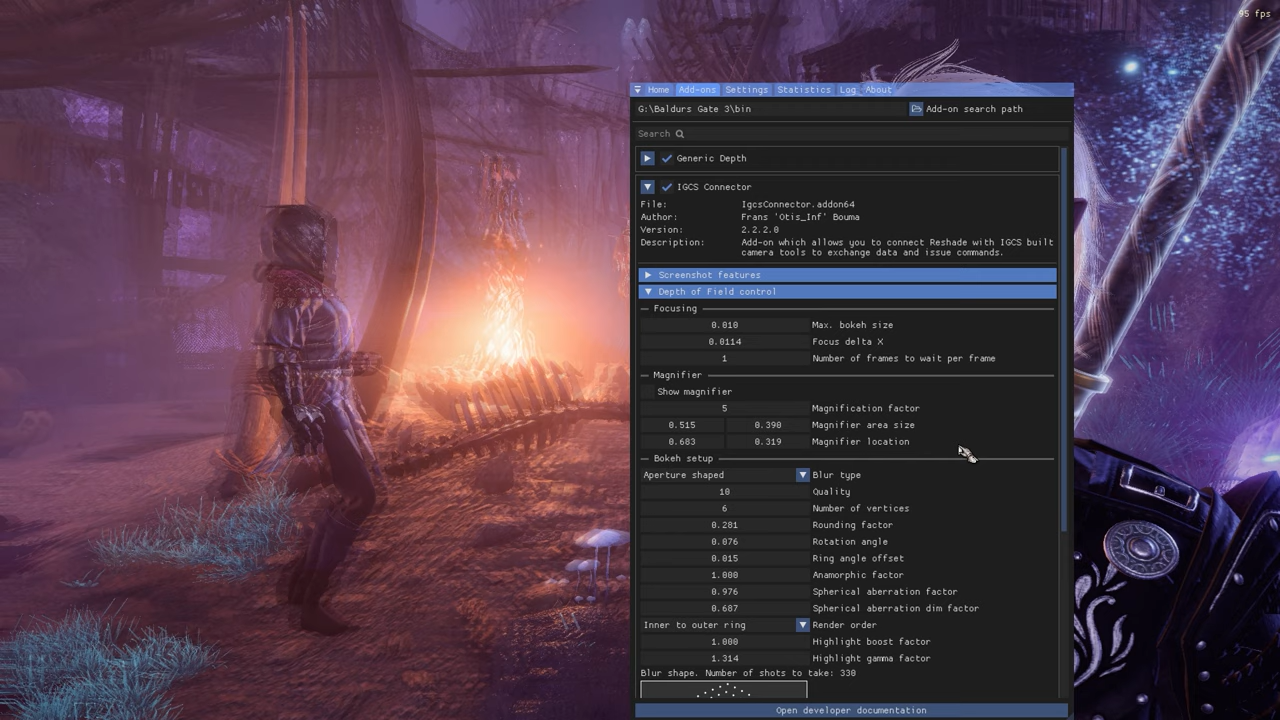 95 fps
Home Add-ons Settings Statistics Log About
G:\Baldurs Gate 3\bin Add-on search path
Search
Generic Depth
IGCS Connector
File: IgcsConnector.addon64
Author: Frans 'Otis_Inf' Bouma
Version: 2.2.2.0
Description: Add-on which allows you to connect Reshade with IGCS built
camera tools to exchange data and issue commands.
Screenshot features
Depth of Field control
Focusing
0.010 Max. bokeh size
0.0114 Focus delta X
1 Number of frames to wait per frame
Magnifier
Show magnifier
5 Magnification factor
0.515 0.390 Magnifier area size
0.683 0.319 Magnifier location
Bokeh setup
Aperture shaped Blur type
10 Quality
6 Number of vertices
0.281 Rounding factor
0.076 Rotation angle
0.015 Ring angle offset
1.000 Anamorphic factor
0.976 Spherical aberration factor
0.687 Spherical aberration dim factor
Inner to outer ring Render order
1.000 Highlight boost factor
1.314 Highlight gamma factor
Blur shape. Number of shots to take: 330
Open developer documentation